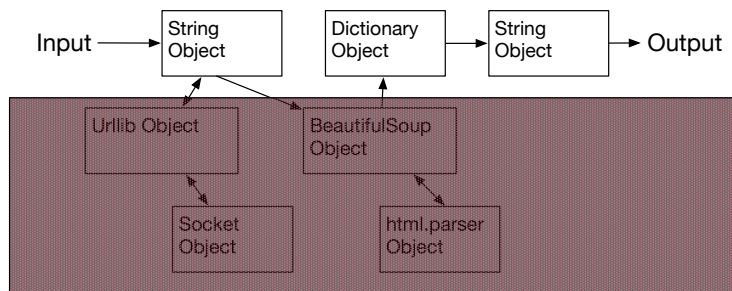 Input
String
Object
Dictionary
Object
String
Object
Output
Urllib Object
BeautifulSoup
Object
Socket
Object
html.parser
Object